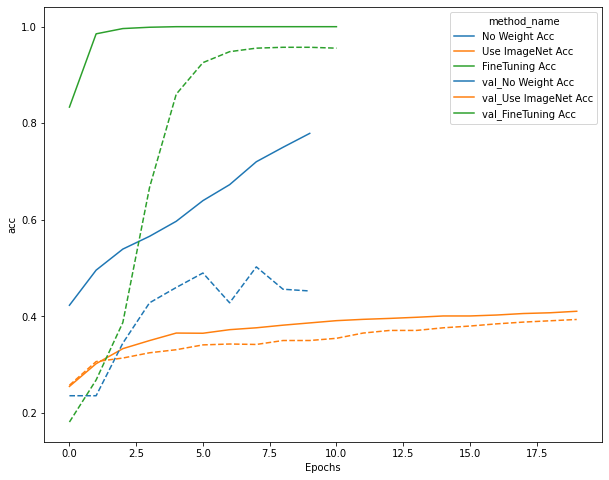 method_name
No Weight Acc
Use ImageNet Acc
FineTuning Acc
val_No Weight Acc
val_Use ImageNet Acc
val_FineTuning Acc
acc
1.0
0.8
0.6
0.4
0.2
0.0 2.5 5.0 7.5 10.0 12.5 15.0 17.5
Epochs